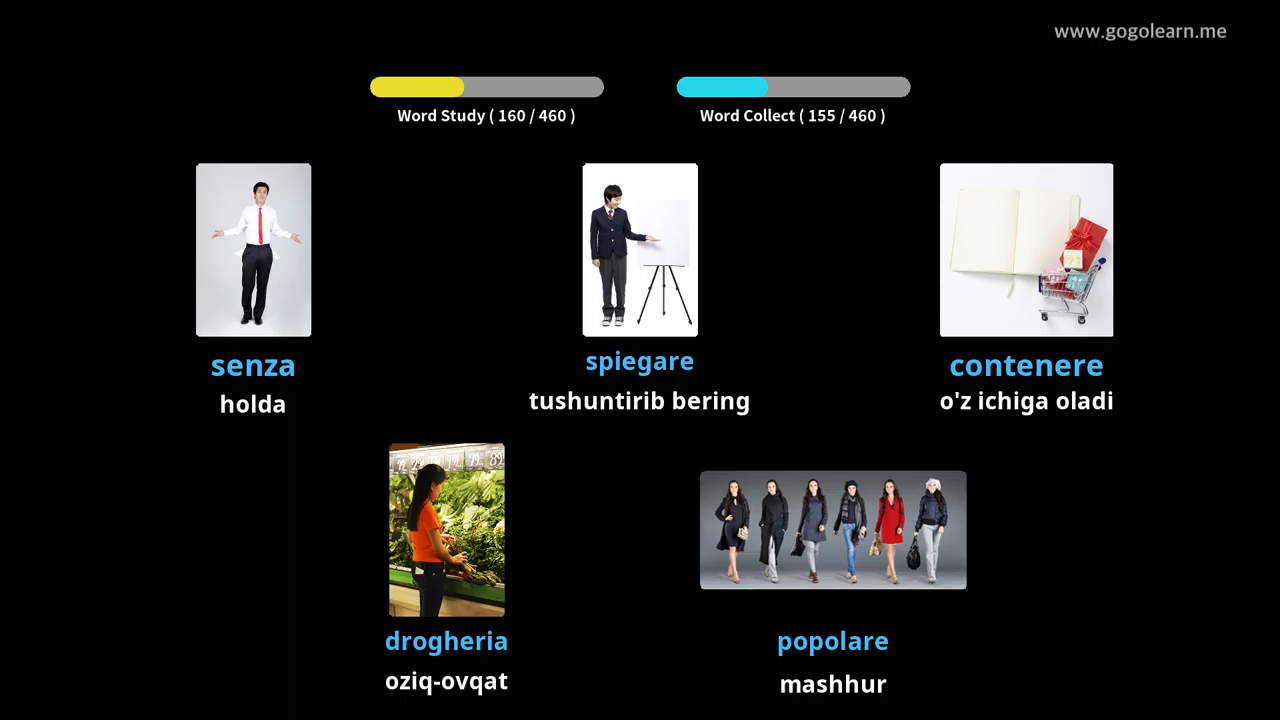 www.gogolearn.me
Word Study ( 160 / 460 )
Word Collect ( 155 / 460 )
senza
holda
spiegare
tushuntirib bering
contenere
o'z ichiga oladi
drogheria
oziq-ovqat
popolare
mashhur